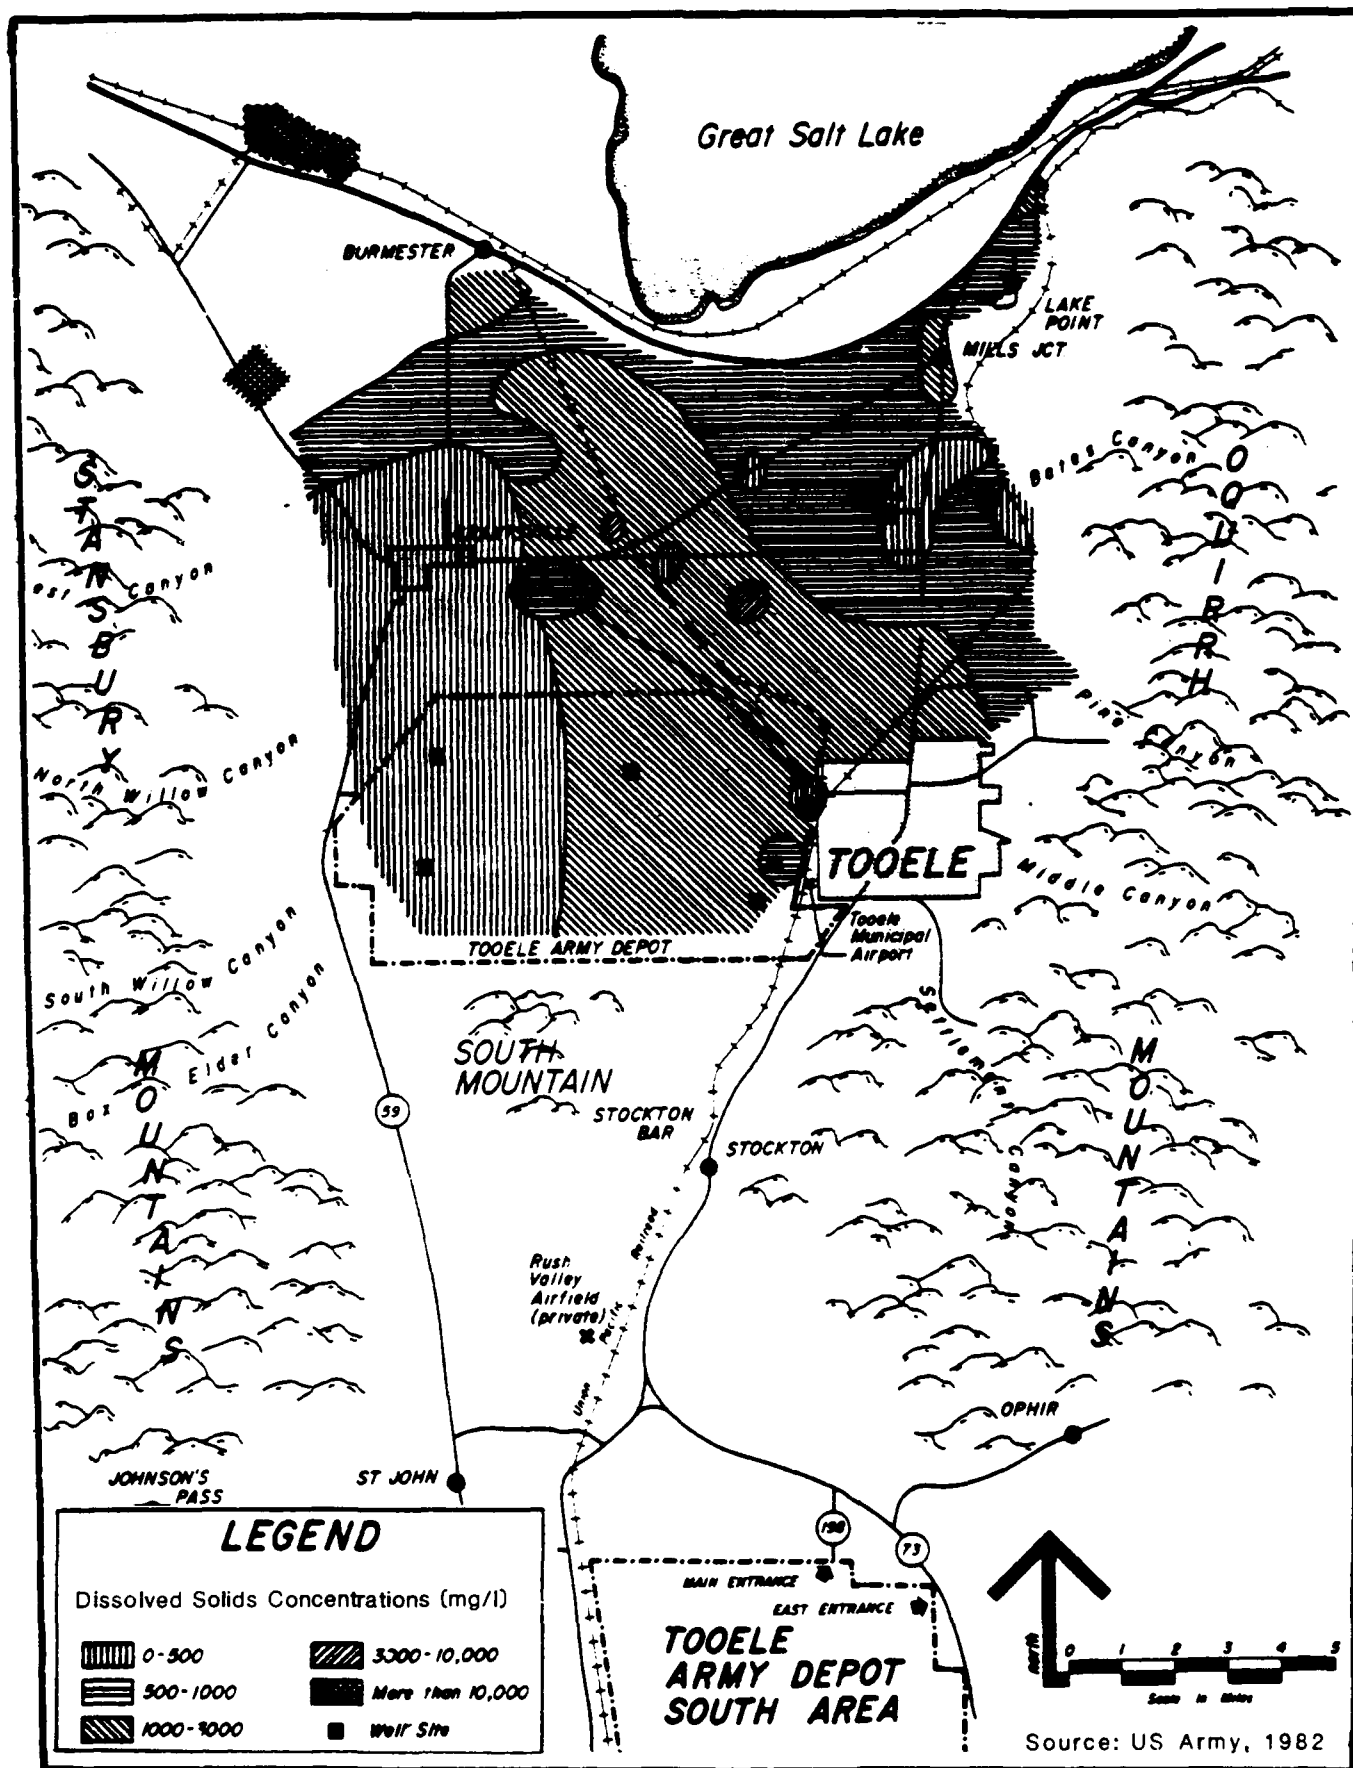 Great Salt Lake
BURMESTER
LAKE
POINT
MILLS JCT
Bates Canyon
STANSBURY
OQUIRRH
Canyon
North Willow Canyon
Pine Canyon
TOOELE
Middle Canyon
Tooele
Municipal
Airport
TOOELE ARMY DEPOT
South Willow Canyon
Box Elder Canyon
Settlement Canyon
SOUTH
MOUNTAIN
MOUNTAINS
MOUNTAINS
59
STOCKTON
BAR
STOCKTON
Rush
Valley
Airfield
(private)
Union Pacific Railroad
OPHIR
JOHNSON'S
PASS
ST JOHN
LEGEND
Dissolved Solids Concentrations (mg/l)
0-500
500-1000
1000-3000
3000-10,000
More than 10,000
Well Site
198
73
MAIN ENTRANCE
EAST ENTRANCE
TOOELE
ARMY DEPOT
SOUTH AREA
north
0 1 2 3 4 5
Scale in Miles
Source: US Army, 1982